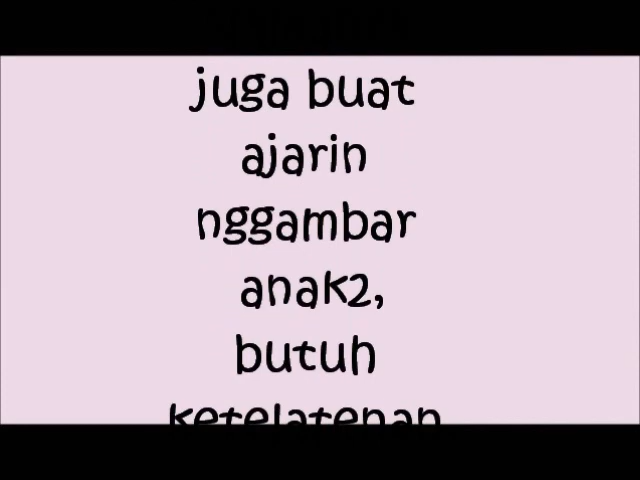 juga buat
ajarin
nggambar
anak2,
butuh
ketelatenan